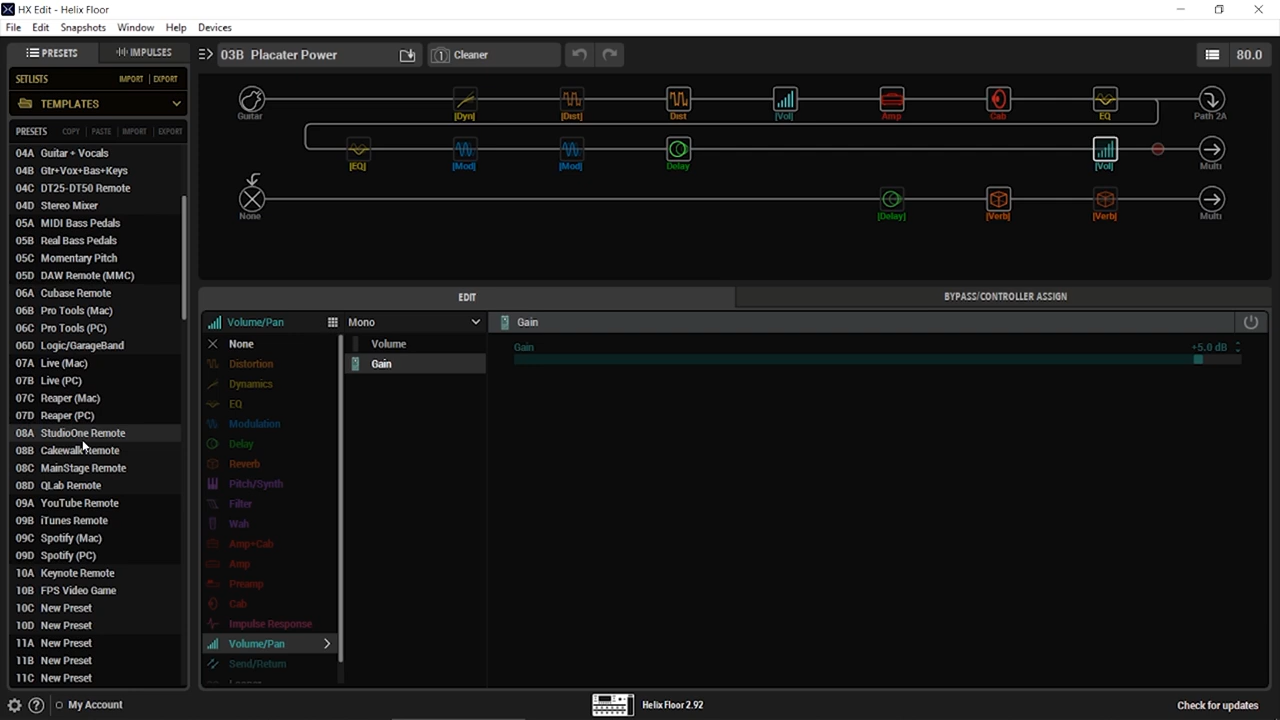 HX Edit - Helix Floor
File Edit Snapshots Window Help Devices
PRESETS IMPULSES
03B Placater Power
1 Cleaner
80.0
SETLISTS IMPORT | EXPORT
TEMPLATES
PRESETS COPY PASTE IMPORT EXPORT
04A Guitar + Vocals
04B Gtr+Vox+Bas+Keys
04C DT25-DT50 Remote
04D Stereo Mixer
05A MIDI Bass Pedals
05B Real Bass Pedals
05C Momentary Pitch
05D DAW Remote (MMC)
06A Cubase Remote
06B Pro Tools (Mac)
06C Pro Tools (PC)
06D Logic/GarageBand
07A Live (Mac)
07B Live (PC)
07C Reaper (Mac)
07D Reaper (PC)
08A StudioOne Remote
08B Cakewalk Remote
08C MainStage Remote
08D QLab Remote
09A YouTube Remote
09B iTunes Remote
09C Spotify (Mac)
09D Spotify (PC)
10A Keynote Remote
10B FPS Video Game
10C New Preset
10D New Preset
11A New Preset
11B New Preset
11C New Preset
Guitar [Dyn] [Dist] Dist [Vol] Amp Cab EQ Path 2A
[EQ] [Mod] [Mod] Delay [Vol] Multi
None [Delay] [Verb] [Verb] Multi
EDIT BYPASS/CONTROLLER ASSIGN
Volume/Pan Mono Gain
None
Distortion
Dynamics
EQ
Modulation
Delay
Reverb
Pitch/Synth
Filter
Wah
Amp+Cab
Amp
Preamp
Cab
Impulse Response
Volume/Pan
Send/Return
Volume
Gain
Gain +5.0 dB
My Account
Helix Floor 2.92
Check for updates